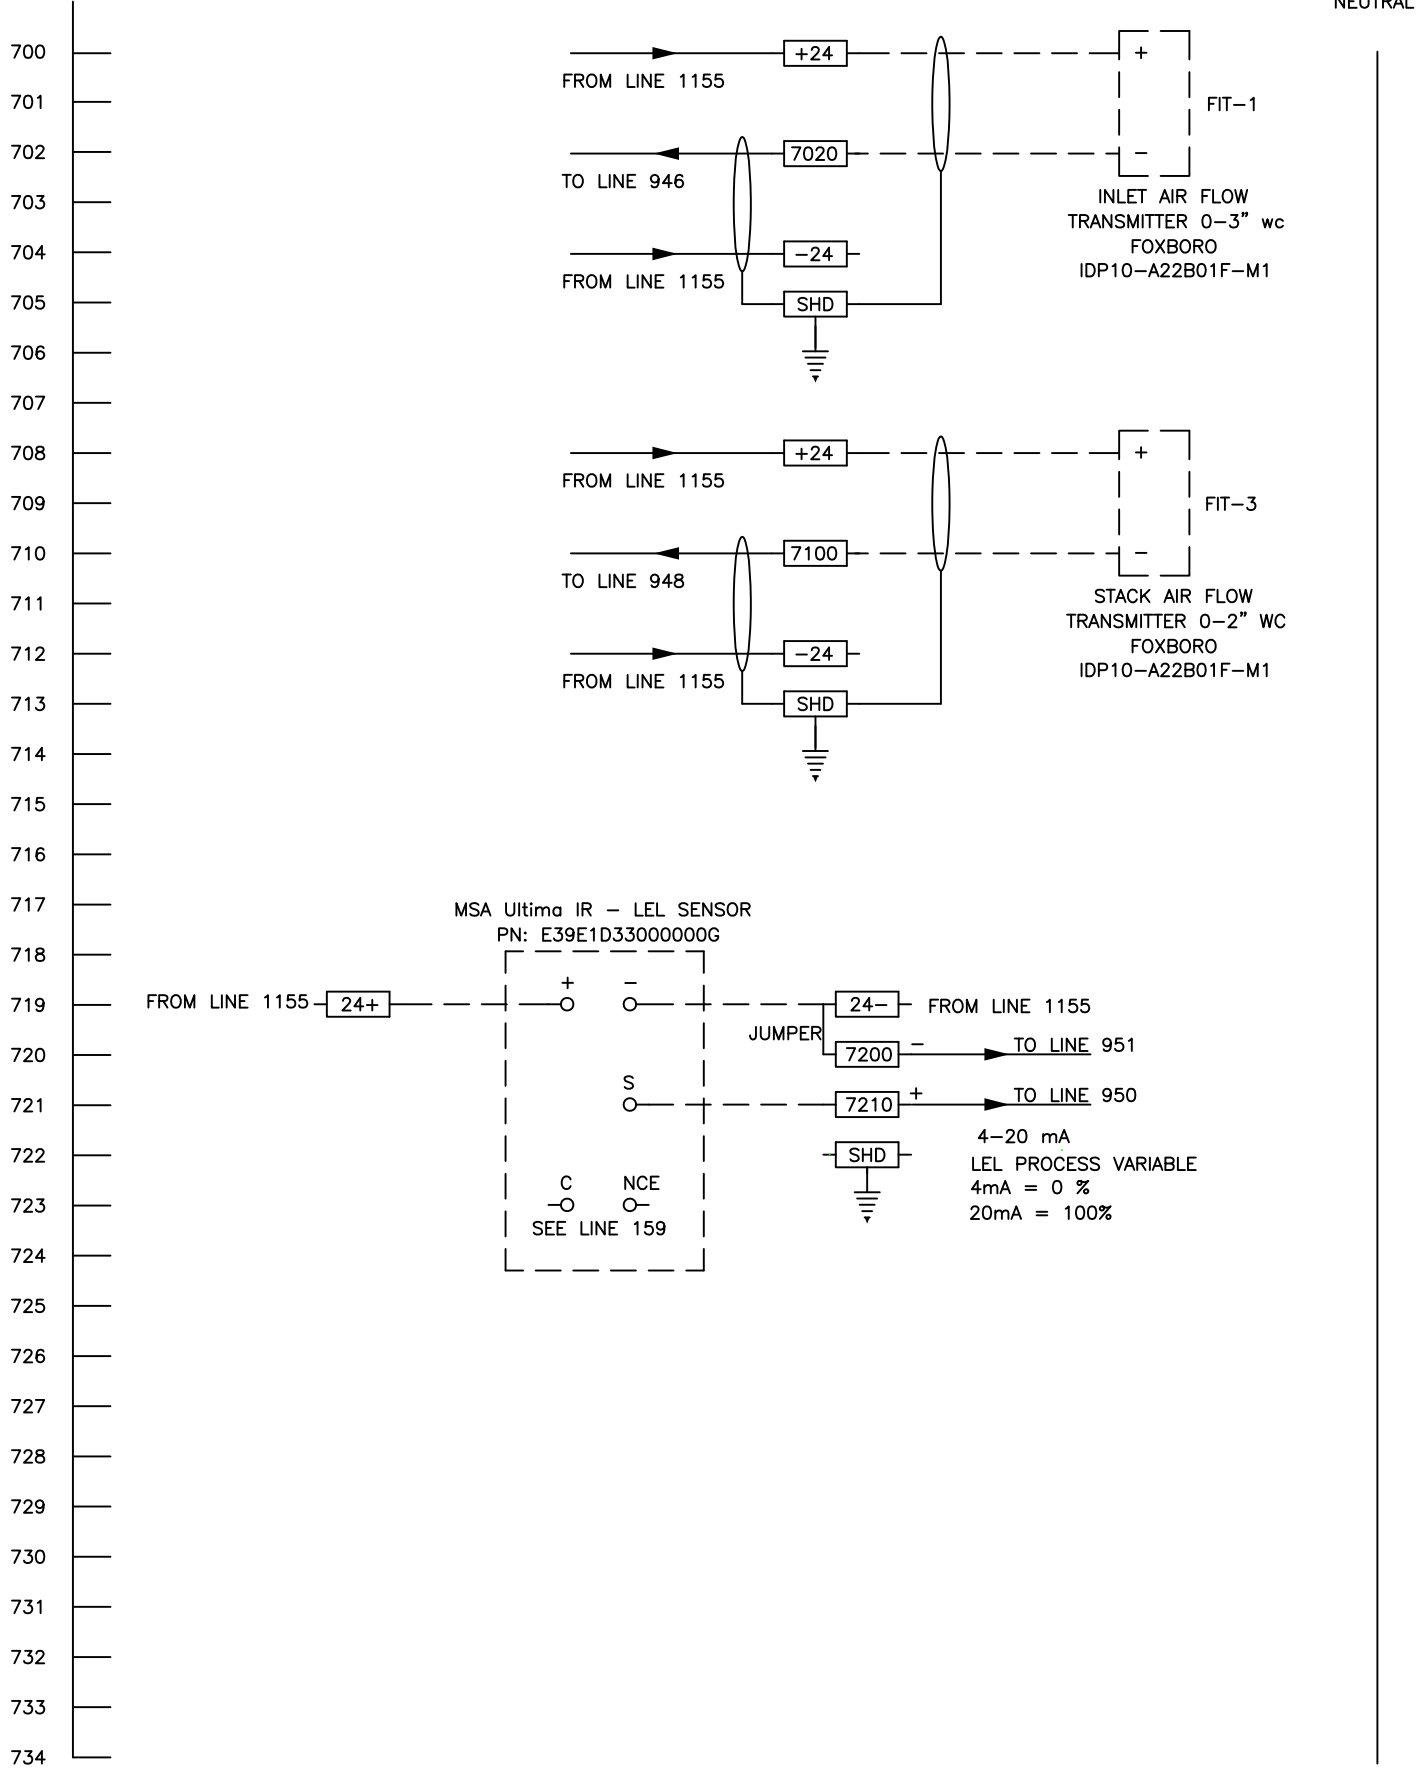 NEUTRAL
700
+24
+
FROM LINE 1155
701
FIT-1
702
7020
-
TO LINE 946
703
INLET AIR FLOW
TRANSMITTER 0-3" wc
FOXBORO
IDP10-A22B01F-M1
704
-24
FROM LINE 1155
705
SHD
706
707
708
+24
+
FROM LINE 1155
709
FIT-3
710
7100
-
TO LINE 948
711
STACK AIR FLOW
TRANSMITTER 0-2" WC
FOXBORO
IDP10-A22B01F-M1
712
-24
FROM LINE 1155
713
SHD
714
715
716
717
MSA Ultima IR - LEL SENSOR
PN: E39E1D33000000G
718
+ -
719
FROM LINE 1155 24+
24- FROM LINE 1155
JUMPER
720
7200 - TO LINE 951
S
721
7210 + TO LINE 950
4-20 mA
LEL PROCESS VARIABLE
4mA = 0 %
20mA = 100%
722
SHD
C NCE
723
SEE LINE 159
724
725
726
727
728
729
730
731
732
733
734